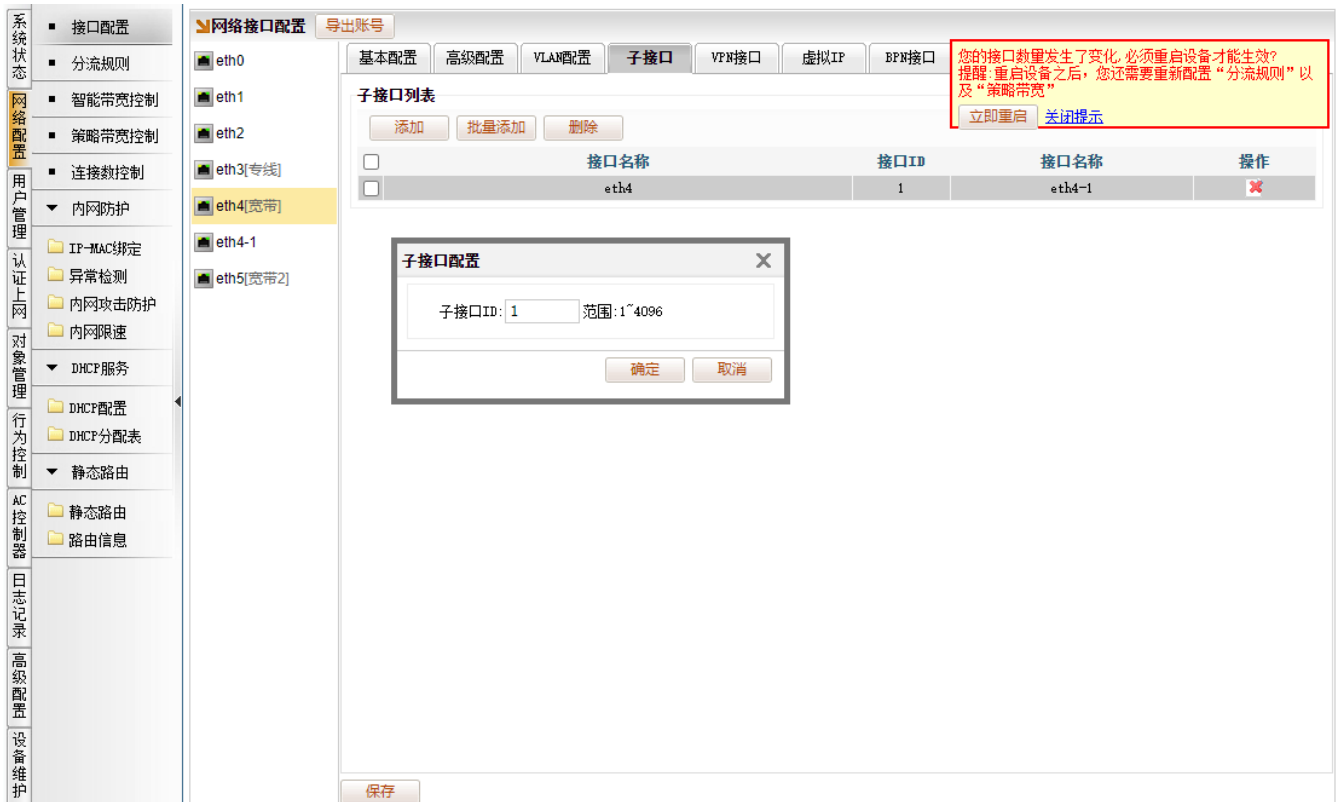 系统状态
网络配置
用户管理
认证上网
对象管理
行为控制
AC控制器
日志记录
高级配置
设备维护
接口配置
分流规则
智能带宽控制
策略带宽控制
连接数控制
内网防护
IP-MAC绑定
异常检测
内网攻击防护
内网限速
DHCP服务
DHCP配置
DHCP分配表
静态路由
静态路由
路由信息
网络接口配置 导出账号
eth0
eth1
eth2
eth3[专线]
eth4[宽带]
eth4-1
eth5[宽带2]
基本配置 高级配置 VLAN配置 子接口 VPN接口 虚拟IP BPN接口
您的接口数量发生了变化,必须重启设备才能生效?
提醒:重启设备之后，您还需要重新配置“分流规则”以
及“策略带宽”
立即重启 关闭提示
子接口列表
添加 批量添加 删除
接口名称 接口ID 接口名称 操作
eth4 1 eth4-1
子接口配置
子接口ID: 1 范围:1~4096
确定 取消
保存